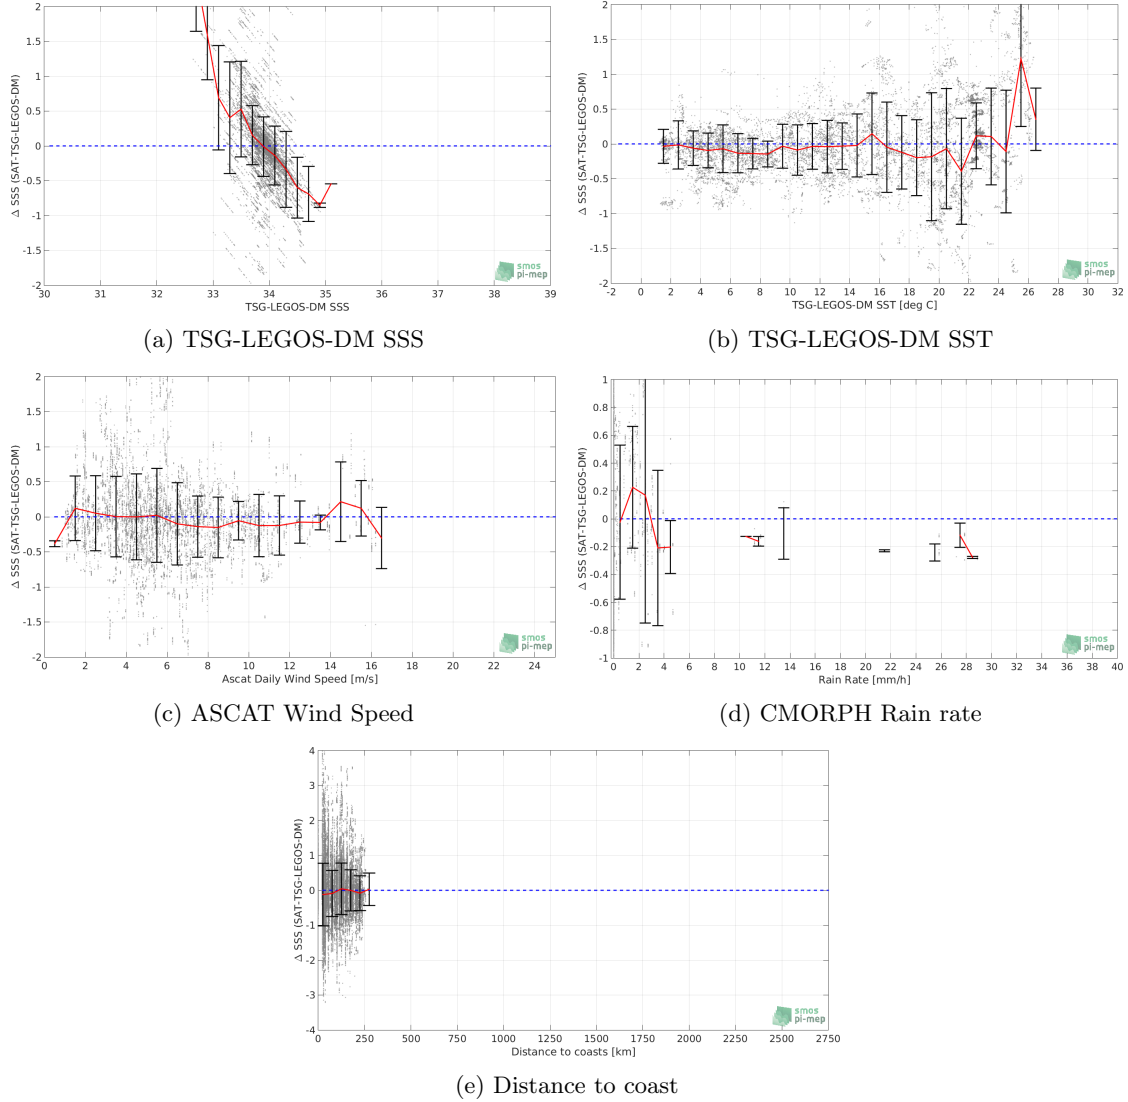 2
1.5
1
0.5
0
-0.5
-1
-1.5
-2
Δ SSS (SAT-TSG-LEGOS-DM)
30 31 32 33 34 35 36 37 38 39
TSG-LEGOS-DM SSS
smos
pi-mep
(a) TSG-LEGOS-DM SSS
2
1.5
1
0.5
0
-0.5
-1
-1.5
-2
Δ SSS (SAT-TSG-LEGOS-DM)
-2 0 2 4 6 8 10 12 14 16 18 20 22 24 26 28 30 32
TSG-LEGOS-DM SST [deg C]
smos
pi-mep
(b) TSG-LEGOS-DM SST
2
1.5
1
0.5
0
-0.5
-1
-1.5
-2
Δ SSS (SAT-TSG-LEGOS-DM)
0 2 4 6 8 10 12 14 16 18 20 22 24
Ascat Daily Wind Speed [m/s]
smos
pi-mep
(c) ASCAT Wind Speed
1
0.8
0.6
0.4
0.2
0
-0.2
-0.4
-0.6
-0.8
-1
Δ SSS (SAT-TSG-LEGOS-DM)
0 2 4 6 8 10 12 14 16 18 20 22 24 26 28 30 32 34 36 38 40
Rain Rate [mm/h]
smos
pi-mep
(d) CMORPH Rain rate
4
3
2
1
0
-1
-2
-3
-4
Δ SSS (SAT-TSG-LEGOS-DM)
0 250 500 750 1000 1250 1500 1750 2000 2250 2500 2750
Distance to coasts [km]
smos
pi-mep
(e) Distance to coast